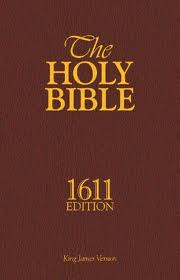 The
HOLY
BIBLE
1611
EDITION
King James Version